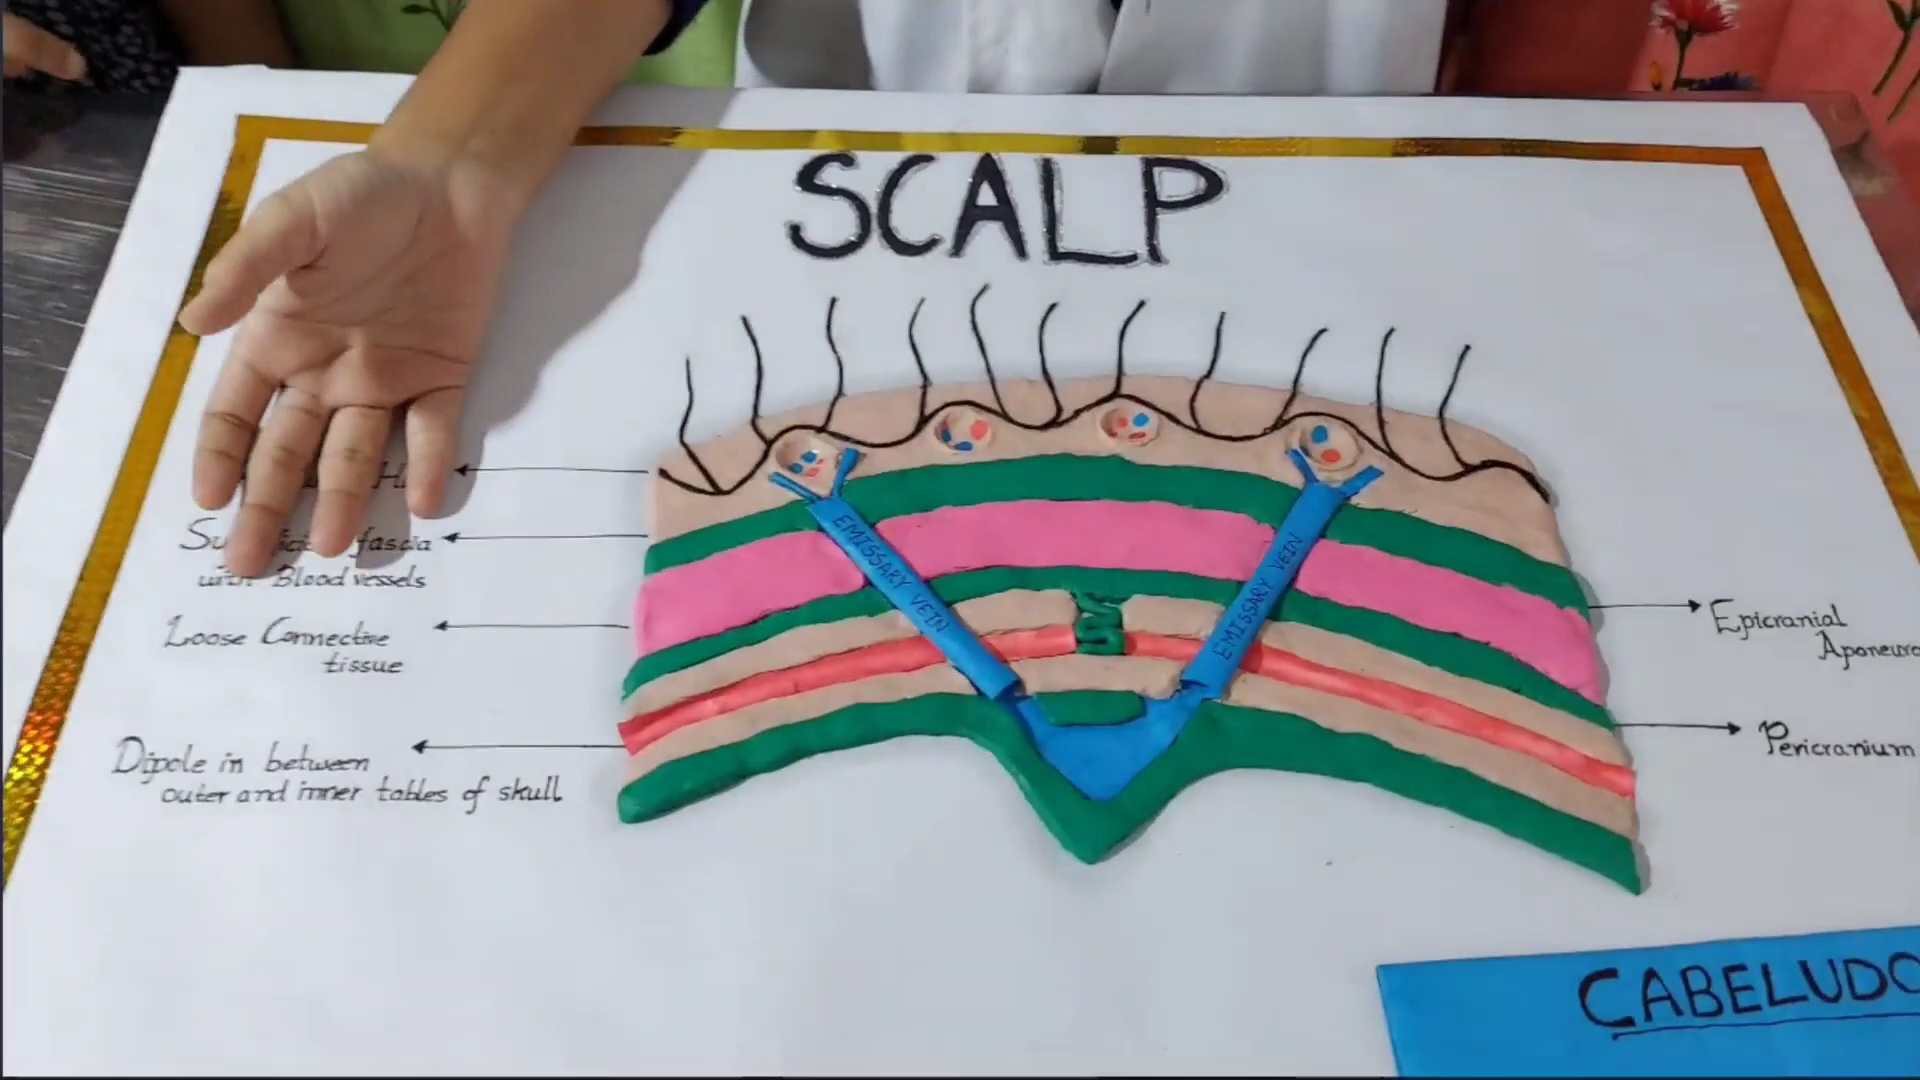 SCALP
fascia
with Blood vessels
Loose Connective
tissue
Dipole in between
outer and inner tables of skull
EMISSARY VEIN
EMISSARY VEIN
Epicranial
Pericranium
CABELUDO